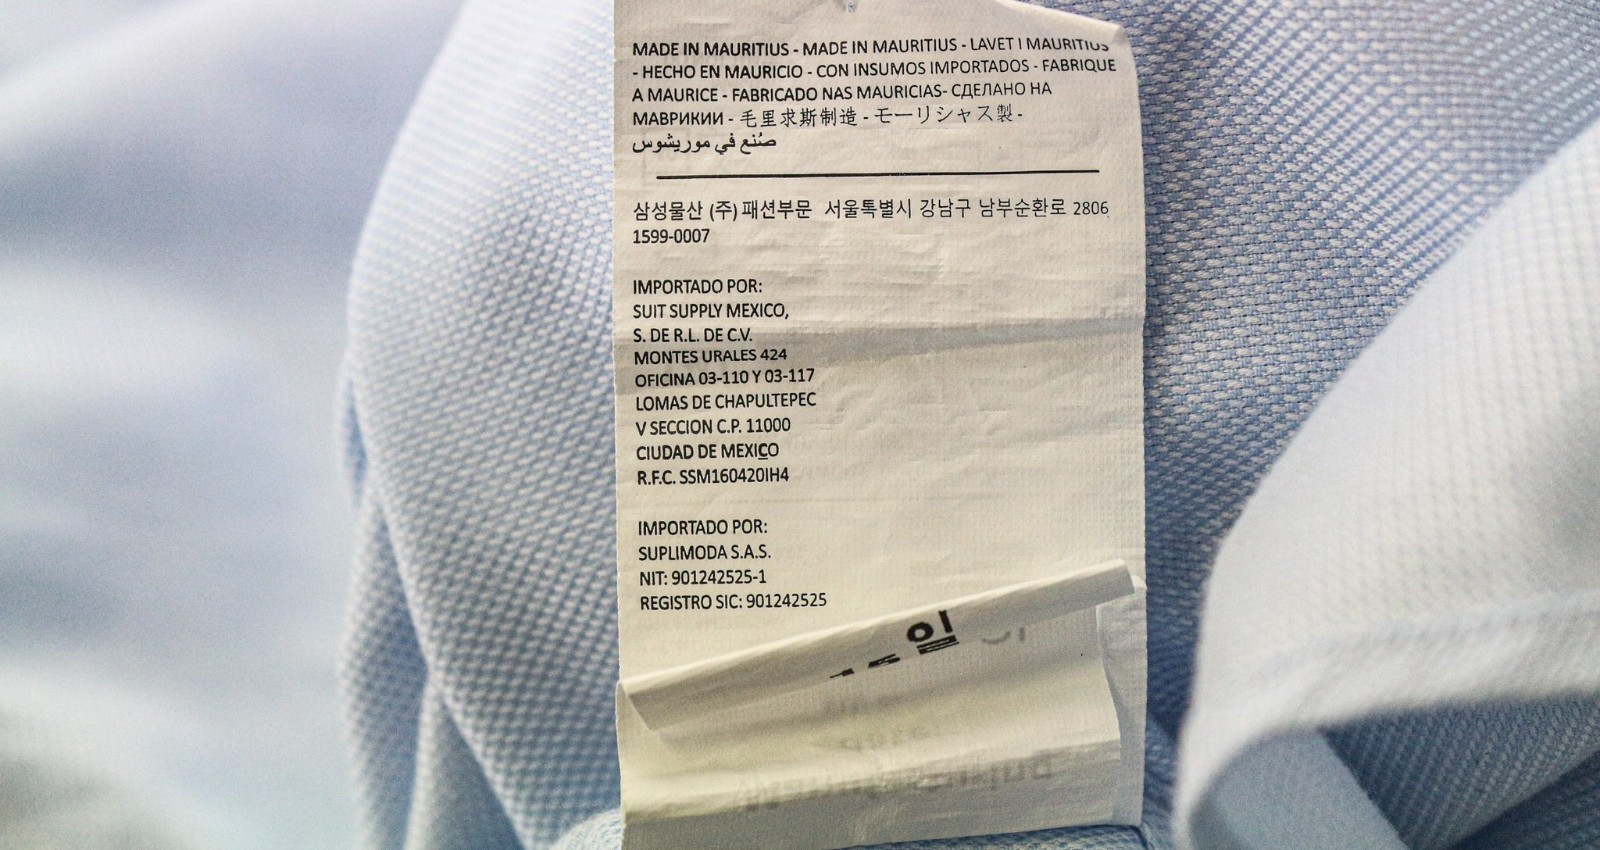 MADE IN MAURITIUS - MADE IN MAURITIUS - LAVET I MAURITIUS
- HECHO EN MAURICIO - CON INSUMOS IMPORTADOS - FABRIQUE
A MAURICE - FABRICADO NAS MAURICIAS- СДЕЛАНО НА
МАВРИКИИ - 毛里求斯制造 - モーリシャス製 -
صُنع في موريشوس
삼성물산 (주) 패션부문 서울특별시 강남구 남부순환로 2806
1599-0007
IMPORTADO POR:
SUIT SUPPLY MEXICO,
S. DE R.L. DE C.V.
MONTES URALES 424
OFICINA 03-110 Y 03-117
LOMAS DE CHAPULTEPEC
V SECCION C.P. 11000
CIUDAD DE MEXICO
R.F.C. SSM160420IH4
IMPORTADO POR:
SUPLIMODA S.A.S.
NIT: 901242525-1
REGISTRO SIC: 901242525